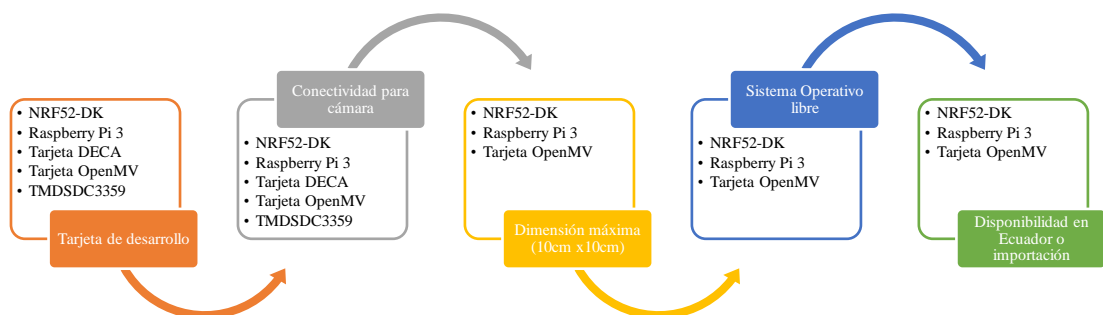 NRF52-DK
Raspberry Pi 3
Tarjeta DECA
Tarjeta OpenMV
TMDSDC3359
Tarjeta de desarrollo
Conectividad para
cámara
NRF52-DK
Raspberry Pi 3
Tarjeta DECA
Tarjeta OpenMV
TMDSDC3359
NRF52-DK
Raspberry Pi 3
Tarjeta OpenMV
Dimensión máxima
(10cm x10cm)
Sistema Operativo
libre
NRF52-DK
Raspberry Pi 3
Tarjeta OpenMV
NRF52-DK
Raspberry Pi 3
Tarjeta OpenMV
Disponibilidad en
Ecuador o
importación